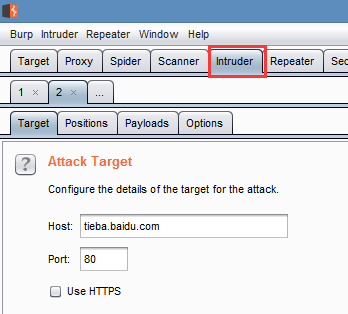 Burp Intruder Repeater Window Help
Target Proxy Spider Scanner Intruder Repeater Sec
1 × 2 × ...
Target Positions Payloads Options
? Attack Target
Configure the details of the target for the attack.
Host: tieba.baidu.com
Port: 80
Use HTTPS